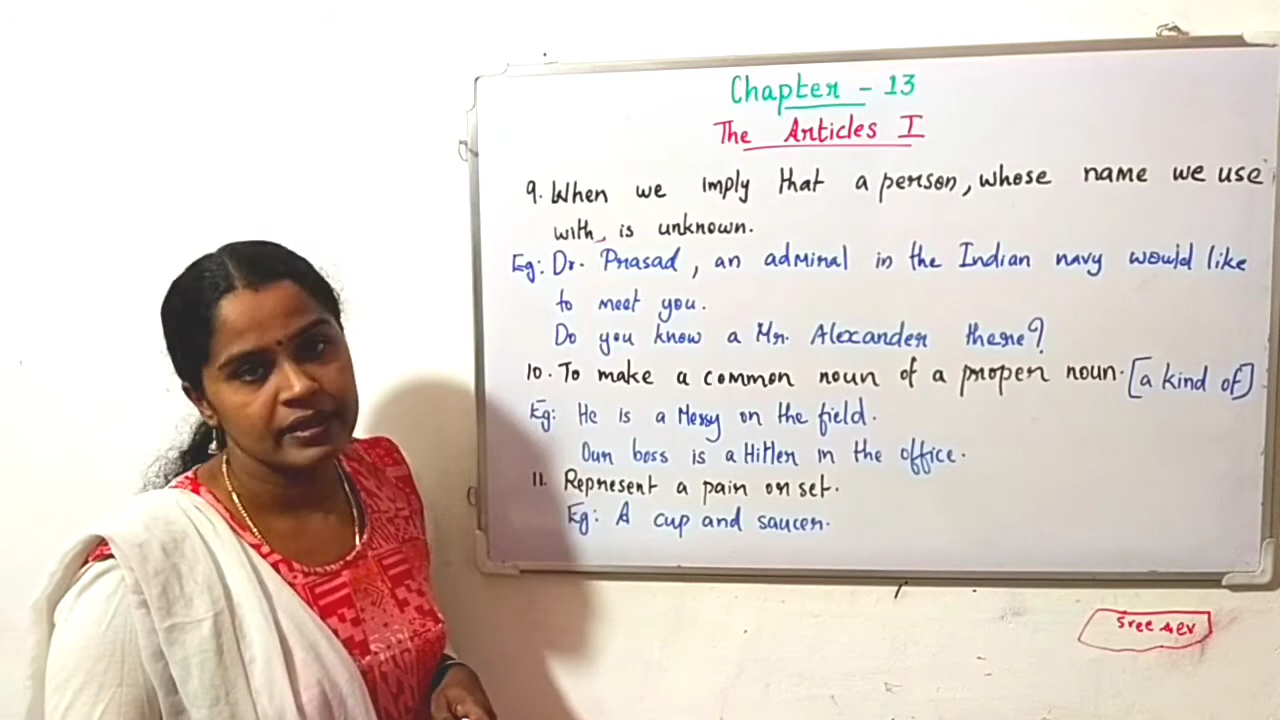 Chapter - 13
The Articles I
9. When we imply that a person, whose name we use
with, is unknown.
Eg: Dr. Prasad, an admiral in the Indian navy would like
to meet you.
Do you know a Mr. Alexander there?
10. To make a common noun of a proper noun. [a kind of]
Eg: He is a Messy on the field.
Our boss is a Hitler in the office.
11. Represent a pair or set.
Eg: A cup and saucer.
sree